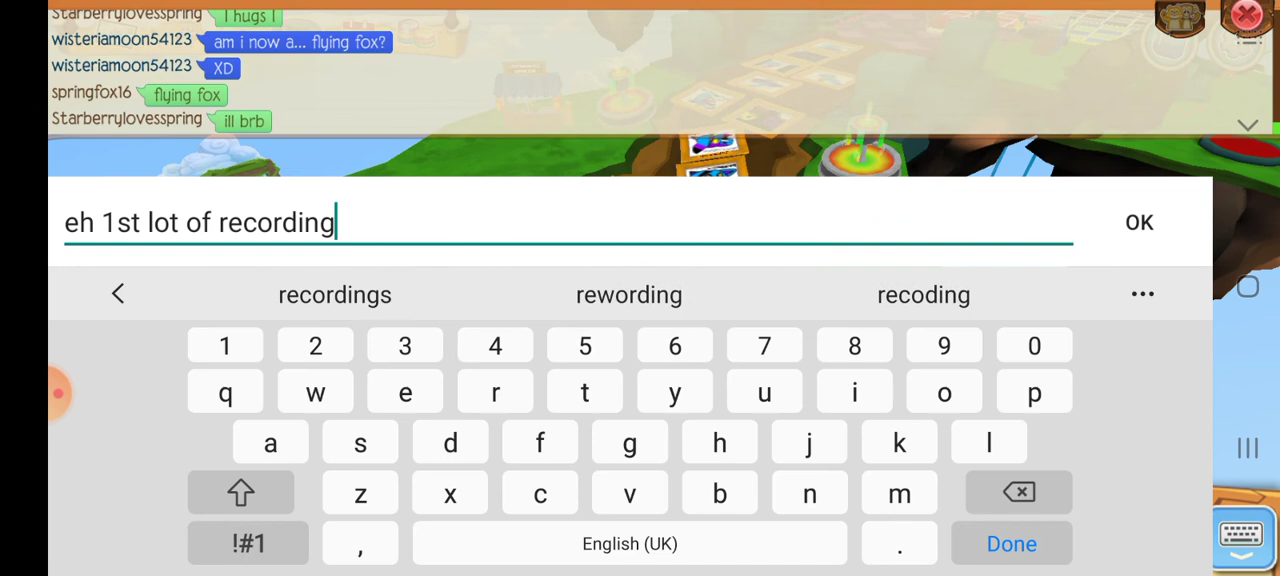 Starberrylovesspring
wisteriamoon54123 am i now a... flying fox?
wisteriamoon54123 XD
springfox16 flying fox
Starberrylovesspring ill brb
eh 1st lot of recording OK
recordings rewording recoding
1 2 3 4 5 6 7 8 9 0
q w e r t y u i o p
a s d f g h j k l
z x c v b n m
!#1 , English (UK) . Done